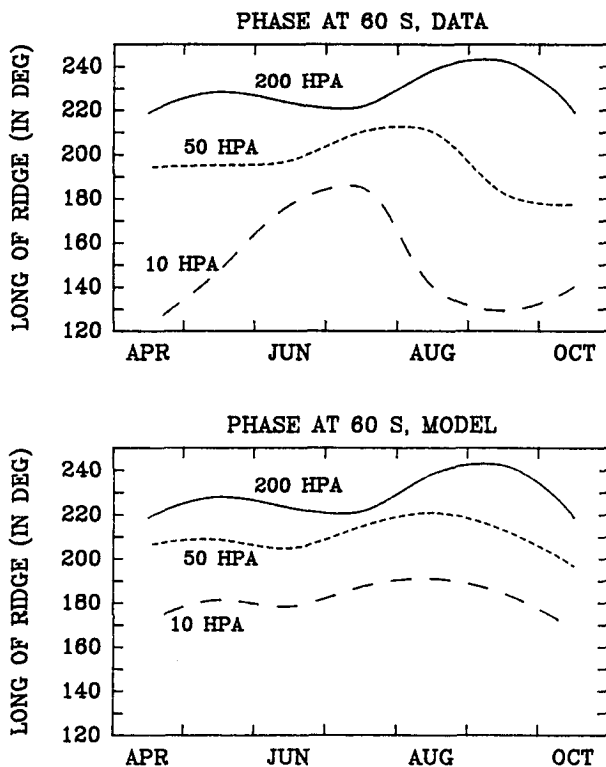 PHASE AT 60 S, DATA
LONG OF RIDGE (IN DEG)
240
220
200
180
160
140
120
200 HPA
50 HPA
10 HPA
APR JUN AUG OCT
PHASE AT 60 S, MODEL
LONG OF RIDGE (IN DEG)
240
220
200
180
160
140
120
200 HPA
50 HPA
10 HPA
APR JUN AUG OCT